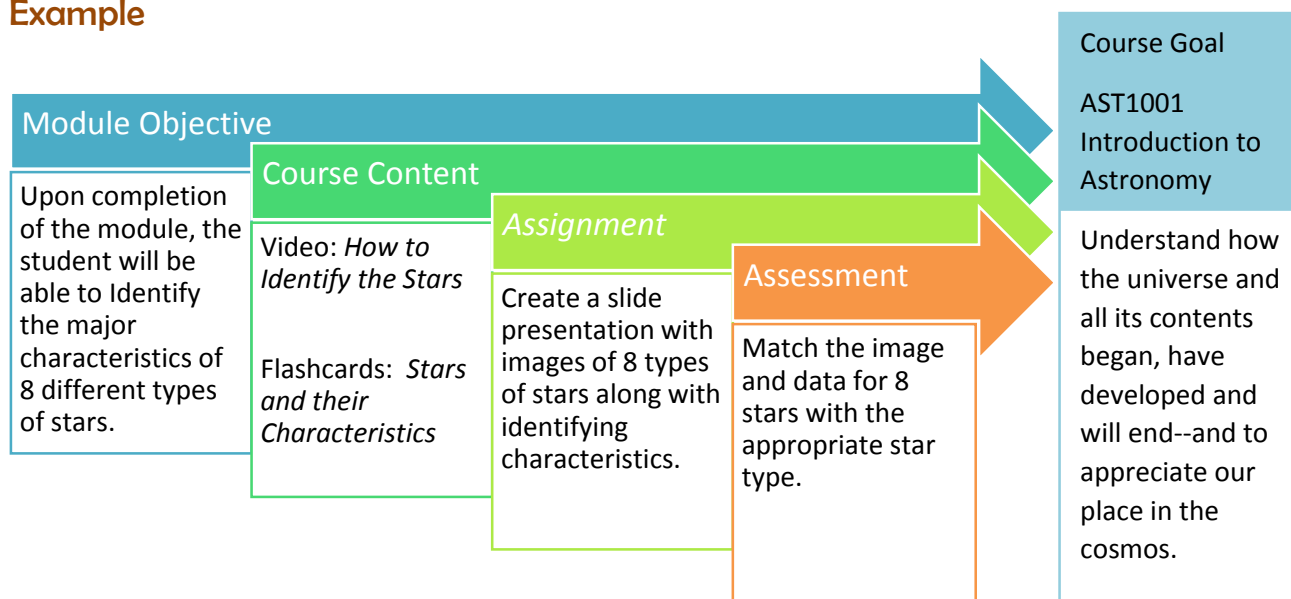 Example
Module Objective
Upon completion
of the module, the
student will be
able to Identify
the major
characteristics of
8 different types
of stars.
Course Content
Video: How to
Identify the Stars
Flashcards: Stars
and their
Characteristics
Assignment
Create a slide
presentation with
images of 8 types
of stars along with
identifying
characteristics.
Assessment
Match the image
and data for 8
stars with the
appropriate star
type.
Course Goal
AST1001
Introduction to
Astronomy
Understand how
the universe and
all its contents
began, have
developed and
will end--and to
appreciate our
place in the
cosmos.